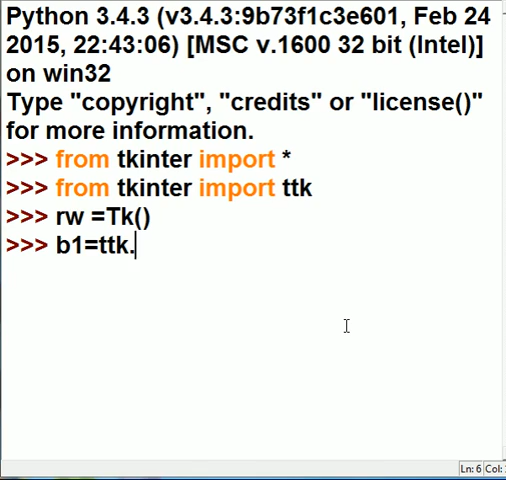 Python 3.4.3 (v3.4.3:9b73f1c3e601, Feb 24
2015, 22:43:06) [MSC v.1600 32 bit (Intel)]
on win32
Type "copyright", "credits" or "license()"
for more information.
>>> from tkinter import *
>>> from tkinter import ttk
>>> rw =Tk()
>>> b1=ttk.
Ln: 6 Col: